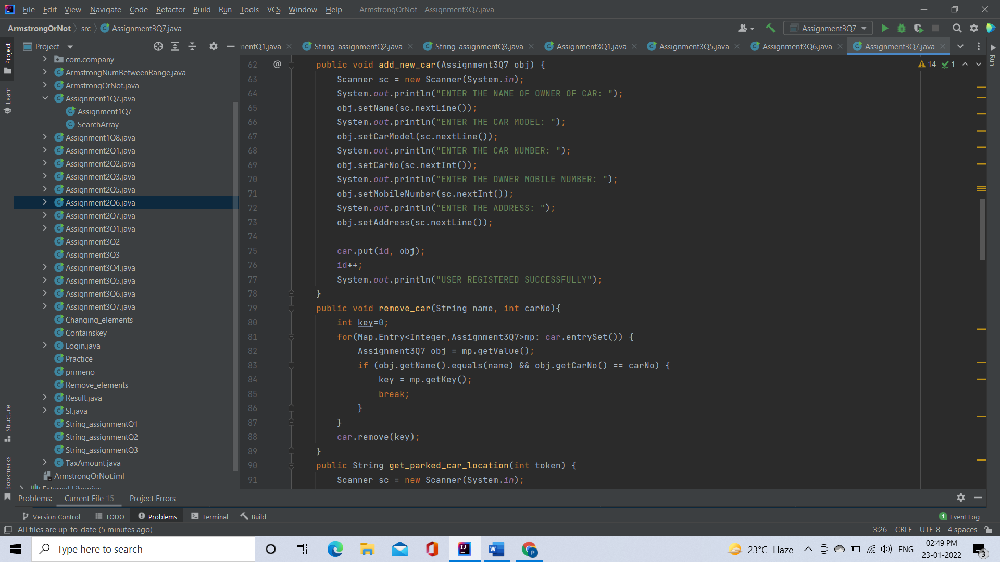 File Edit View Navigate Code Refactor Build Run Tools VCS Window Help ArmstrongOrNot - Assignment3Q7.java
ArmstrongOrNot src Assignment3Q7.java Assignment3Q7
Project mentQ1.java String_assignmentQ2.java String_assignmentQ3.java Assignment3Q1.java Assignment3Q5.java Assignment3Q6.java Assignment3Q7.java
Project
Learn
Structure
Bookmarks
Run
com.company
ArmstrongNumBetweenRange.java
ArmstrongOrNot.java
Assignment1Q7.java
Assignment1Q7
SearchArray
Assignment1Q8.java
Assignment2Q1.java
Assignment2Q2.java
Assignment2Q3.java
Assignment2Q5.java
Assignment2Q6.java
Assignment2Q7.java
Assignment3Q1.java
Assignment3Q2
Assignment3Q3
Assignment3Q4.java
Assignment3Q5.java
Assignment3Q6.java
Assignment3Q7.java
Changing_elements
Containskey
Login.java
Practice
primeno
Remove_elements
Result.java
SI.java
String_assignmentQ1
String_assignmentQ2
String_assignmentQ3
TaxAmount.java
ArmstrongOrNot.iml
External Libraries
14 1
62 @ public void add_new_car(Assignment3Q7 obj) {
63 Scanner sc = new Scanner(System.in);
64 System.out.println("ENTER THE NAME OF OWNER OF CAR: ");
65 obj.setName(sc.nextLine());
66 System.out.println("ENTER THE CAR MODEL: ");
67 obj.setCarModel(sc.nextLine());
68 System.out.println("ENTER THE CAR NUMBER: ");
69 obj.setCarNo(sc.nextInt());
70 System.out.println("ENTER THE OWNER MOBILE NUMBER: ");
71 obj.setMobileNumber(sc.nextInt());
72 System.out.println("ENTER THE ADDRESS: ");
73 obj.setAddress(sc.nextLine());
74
75 car.put(id, obj);
76 id++;
77 System.out.println("USER REGISTERED SUCCESSFULLY");
78 }
79 public void remove_car(String name, int carNo){
80 int key=0;
81 for(Map.Entry<Integer,Assignment3Q7>mp: car.entrySet()) {
82 Assignment3Q7 obj = mp.getValue();
83 if (obj.getName().equals(name) && obj.getCarNo() == carNo) {
84 key = mp.getKey();
85 break;
86 }
87 }
88 car.remove(key);
89 }
90 public String get_parked_car_location(int token) {
91 Scanner sc = new Scanner(System.in);
Problems: Current File 15 Project Errors
Version Control TODO Problems Terminal Build 1 Event Log
All files are up-to-date (5 minutes ago) 3:26 CRLF UTF-8 4 spaces
Type here to search 23°C Haze ENG 02:49 PM
23-01-2022 3